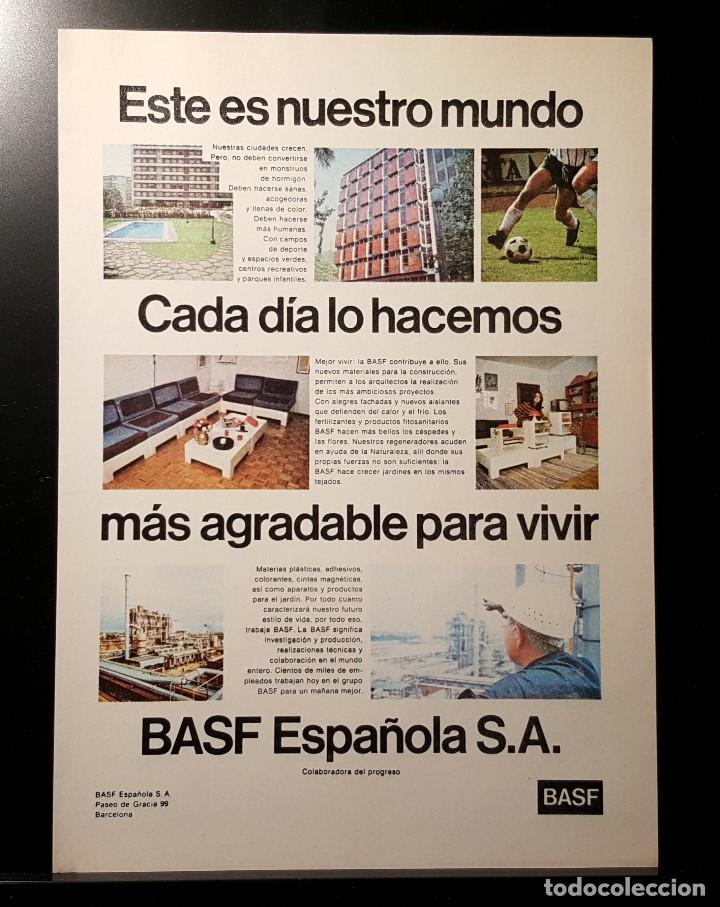 Este es nuestro mundo
Nuestras ciudades crecen.
Pero, no deben convertirse
en monstruos
de hormigón.
Deben hacerse sanas,
acogedoras
y llenas de color.
Deben hacerse
más humanas.
Con campos
de deporte
y espacios verdes,
centros recreativos
y parques infantiles.
Cada día lo hacemos
Mejor vivir: la BASF contribuye a ello. Sus
nuevos materiales para la construcción,
permiten a los arquitectos la realización
de los más ambiciosos proyectos.
Con alegres fachadas y nuevos aislantes
que defienden del calor y el frío. Los
fertilizantes y productos fitosanitarios
BASF hacen más bellos los céspedes y
las flores. Nuestros regeneradores acuden
en ayuda de la Naturaleza, allí donde sus
propias fuerzas no son suficientes: la
BASF hace crecer jardines en los mismos
tejados.
más agradable para vivir
Materias plásticas, adhesivos,
colorantes, cintas magnéticas,
así como aparatos y productos
para el jardín. Por todo cuanto
caracterizará nuestro futuro
estilo de vida, por todo eso,
trabaja BASF. La BASF significa
investigación y producción,
realizaciones técnicas y
colaboración en el mundo
entero. Cientos de miles de em-
pleados trabajan hoy en el grupo
BASF para un mañana mejor.
BASF Española S.A.
Colaboradora del progreso
BASF Española S.A.
Paseo de Gracia 99
Barcelona
BASF
todocoleccion